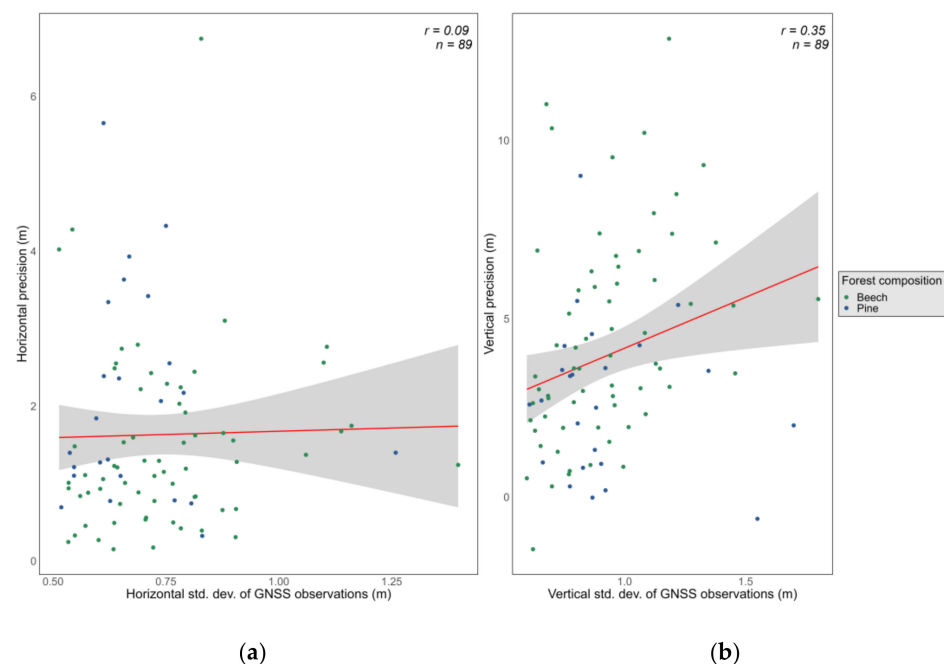 r = 0.09
n = 89
6
4
2
0
Horizontal precision (m)
0.50 0.75 1.00 1.25
Horizontal std. dev. of GNSS observations (m)
(a)
r = 0.35
n = 89
10
5
0
Vertical precision (m)
1.0 1.5
Vertical std. dev. of GNSS observations (m)
(b)
Forest composition
Beech
Pine